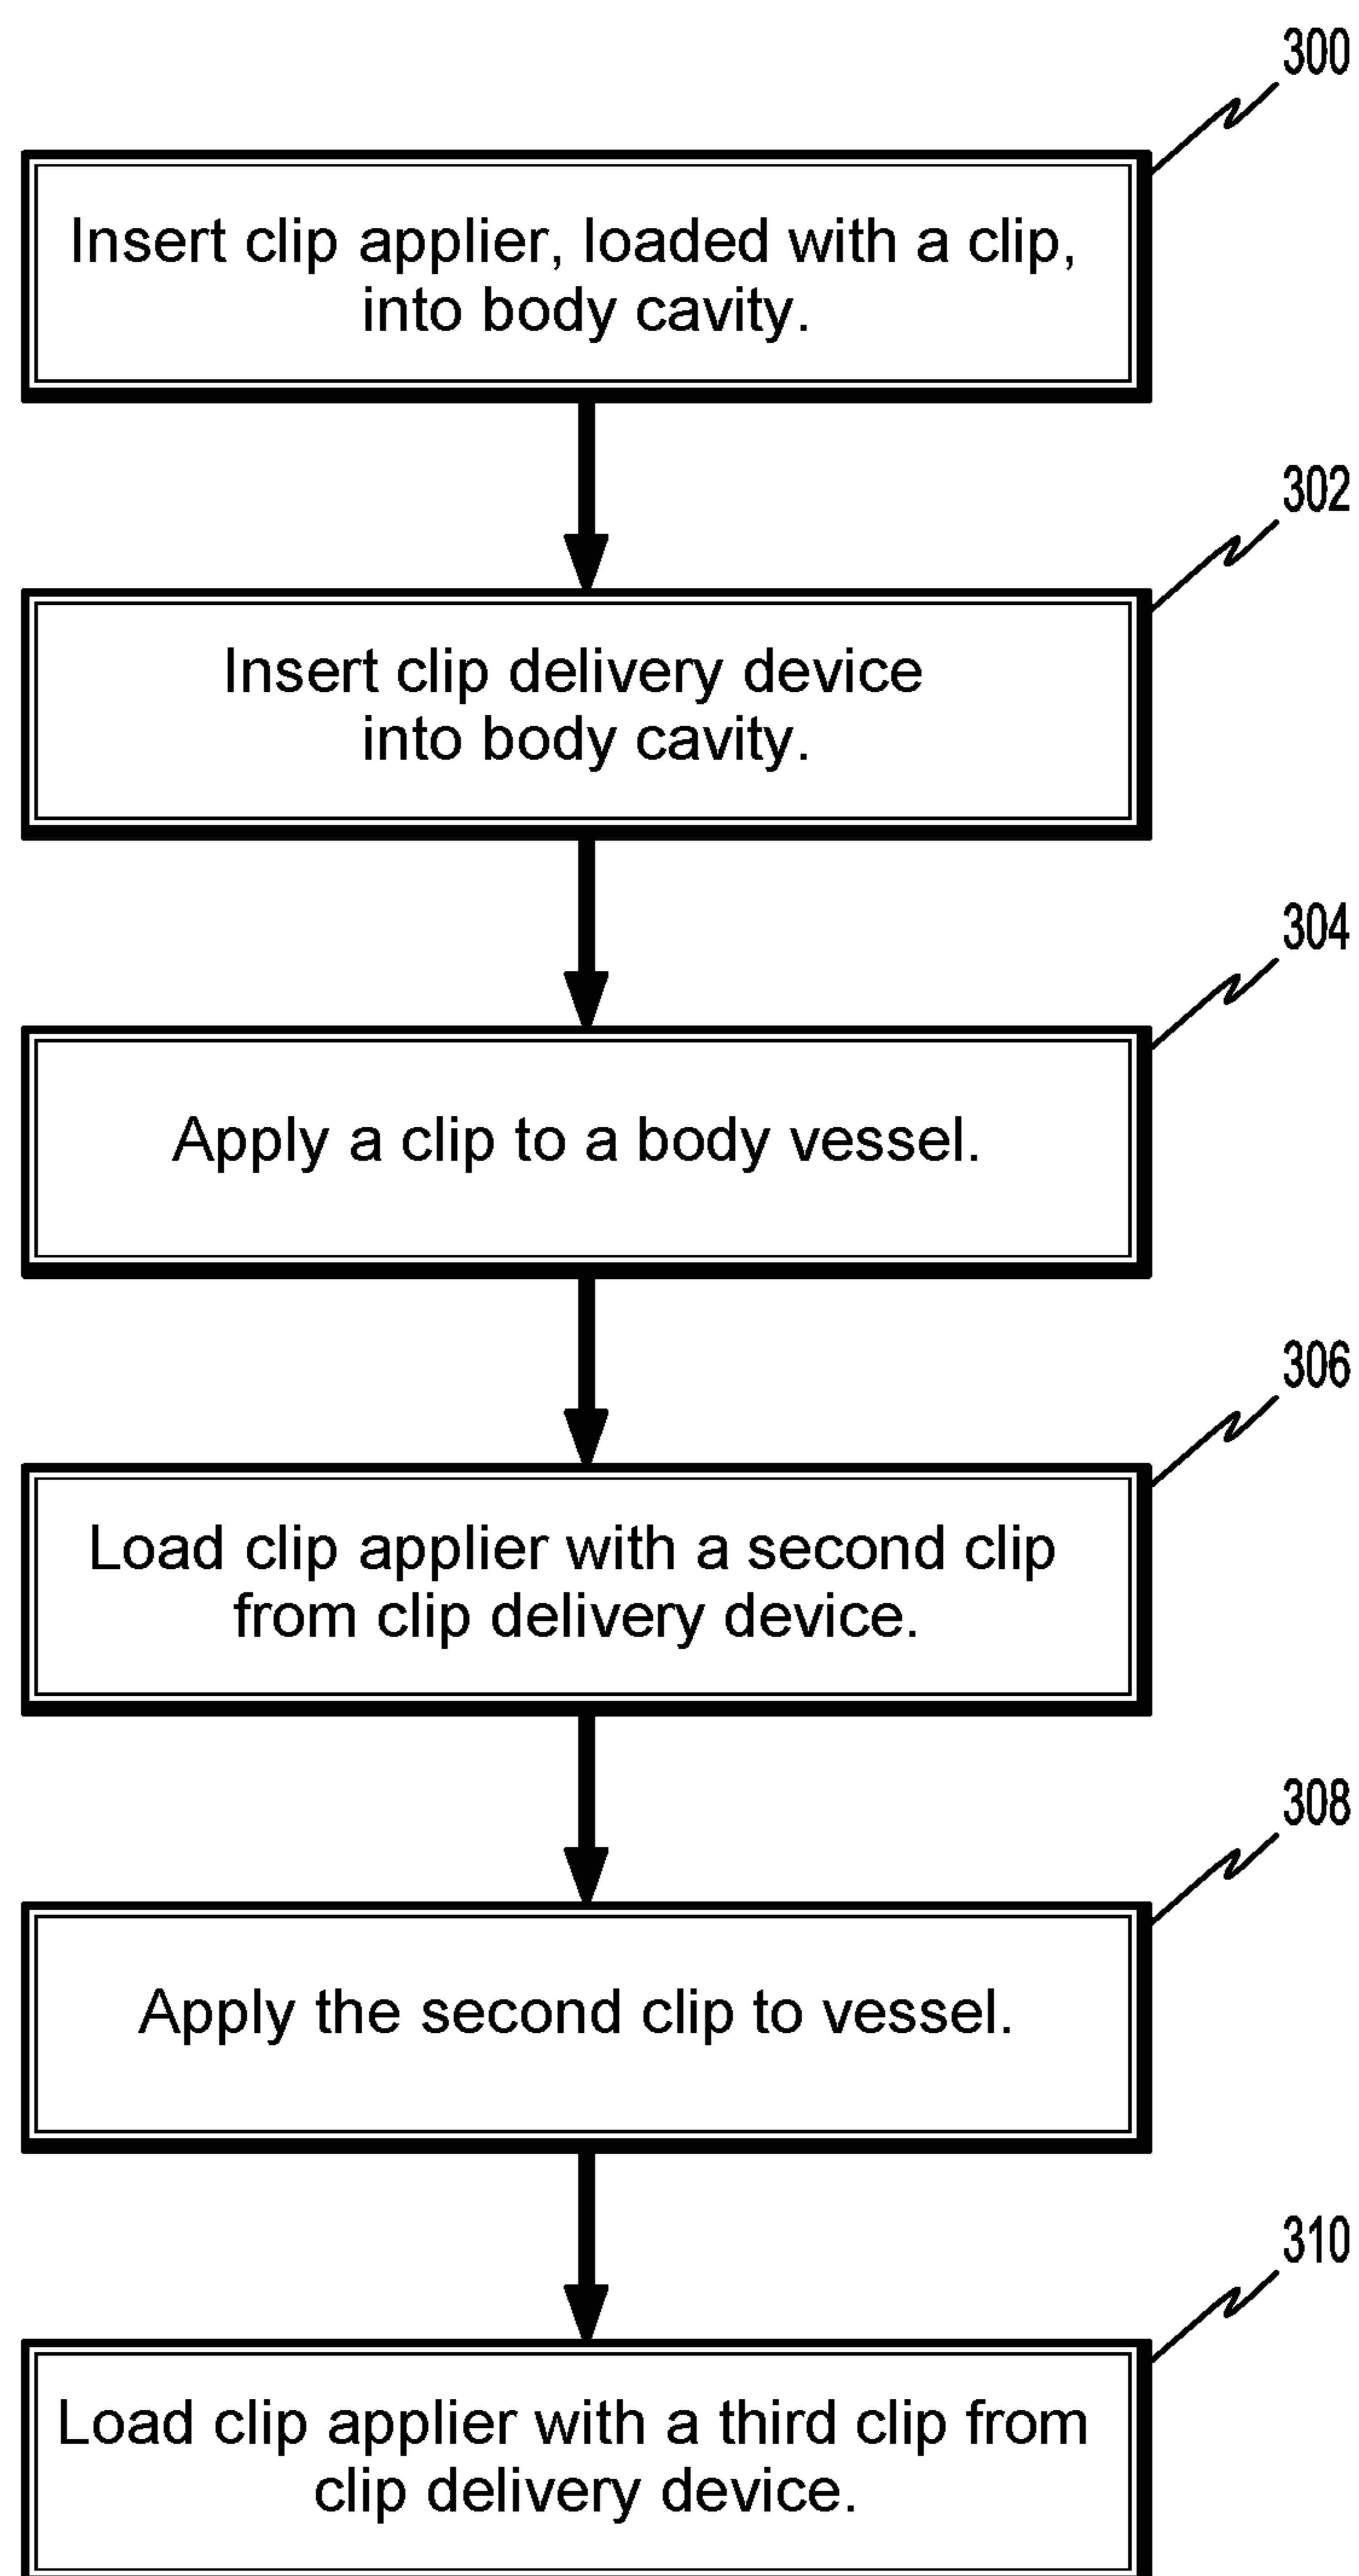 300
Insert clip applier, loaded with a clip,
into body cavity.
302
Insert clip delivery device
into body cavity.
304
Apply a clip to a body vessel.
306
Load clip applier with a second clip
from clip delivery device.
308
Apply the second clip to vessel.
310
Load clip applier with a third clip from
clip delivery device.